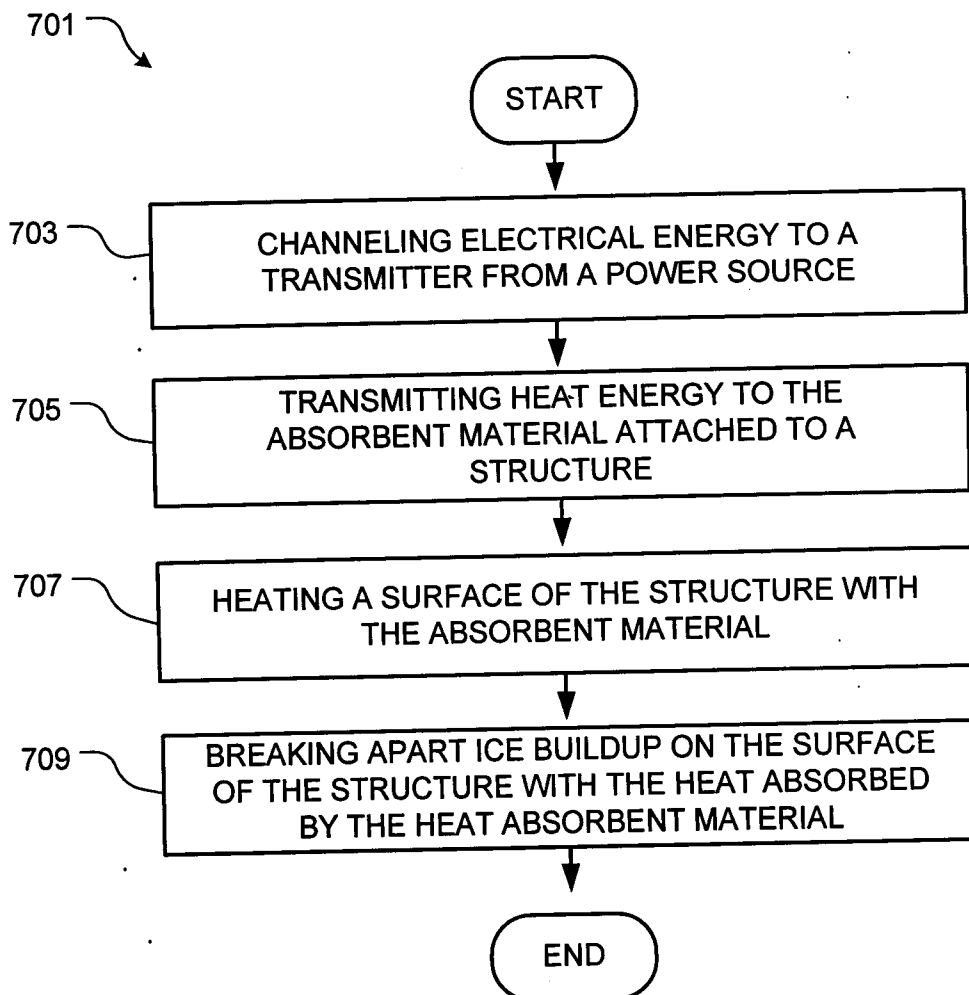 701
START
703
CHANNELING ELECTRICAL ENERGY TO A
TRANSMITTER FROM A POWER SOURCE
705
TRANSMITTING HEAT ENERGY TO THE
ABSORBENT MATERIAL ATTACHED TO A
STRUCTURE
707
HEATING A SURFACE OF THE STRUCTURE WITH
THE ABSORBENT MATERIAL
709
BREAKING APART ICE BUILDUP ON THE SURFACE
OF THE STRUCTURE WITH THE HEAT ABSORBED
BY THE HEAT ABSORBENT MATERIAL
END